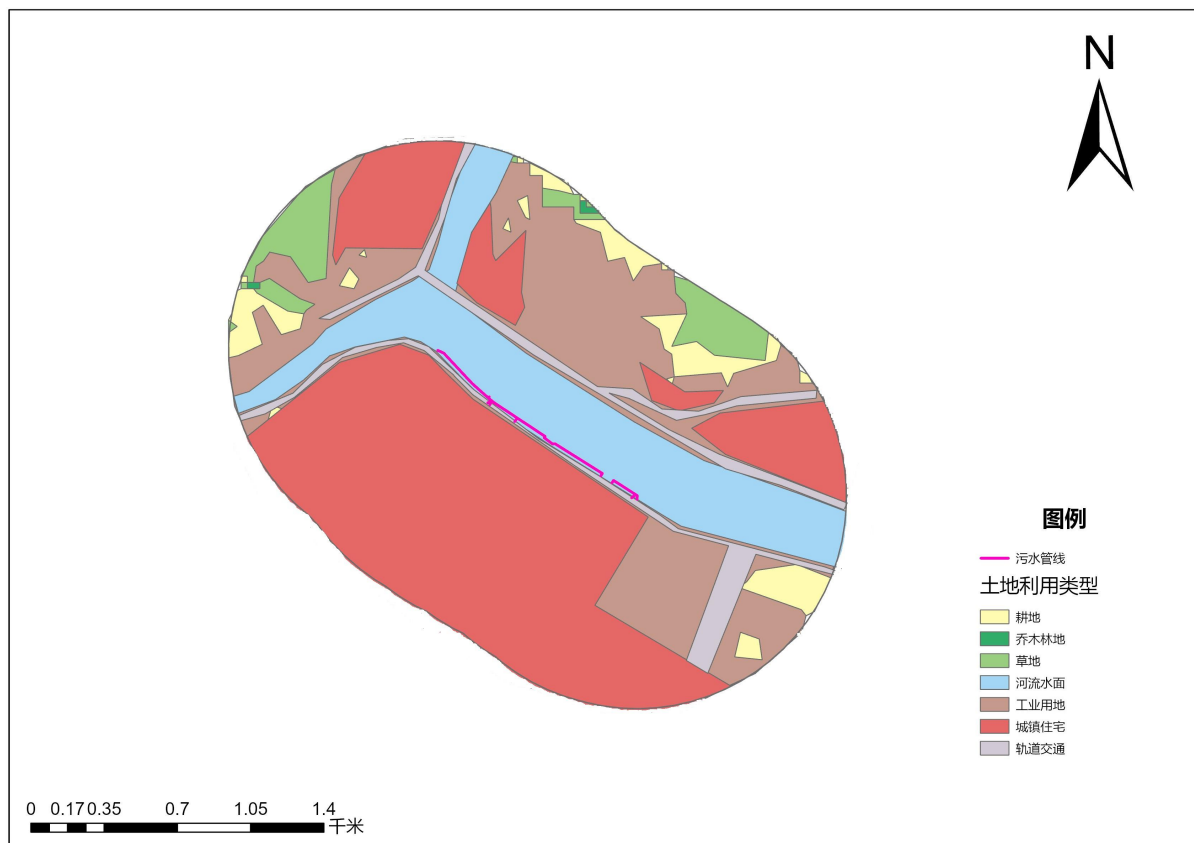 N
图例
污水管线
土地利用类型
耕地
乔木林地
草地
河流水面
工业用地
城镇住宅
轨道交通
0 0.17 0.35 0.7 1.05 1.4
千米